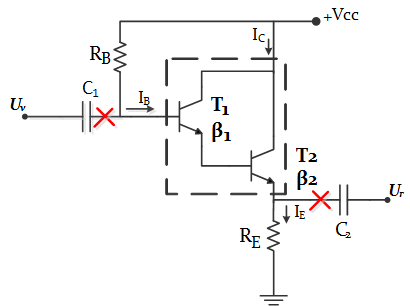 +Vcc
I_C
R_B
C_1
I_B
U_v
T_1
β_1
T_2
β_2
U_r
I_E
C_2
R_E